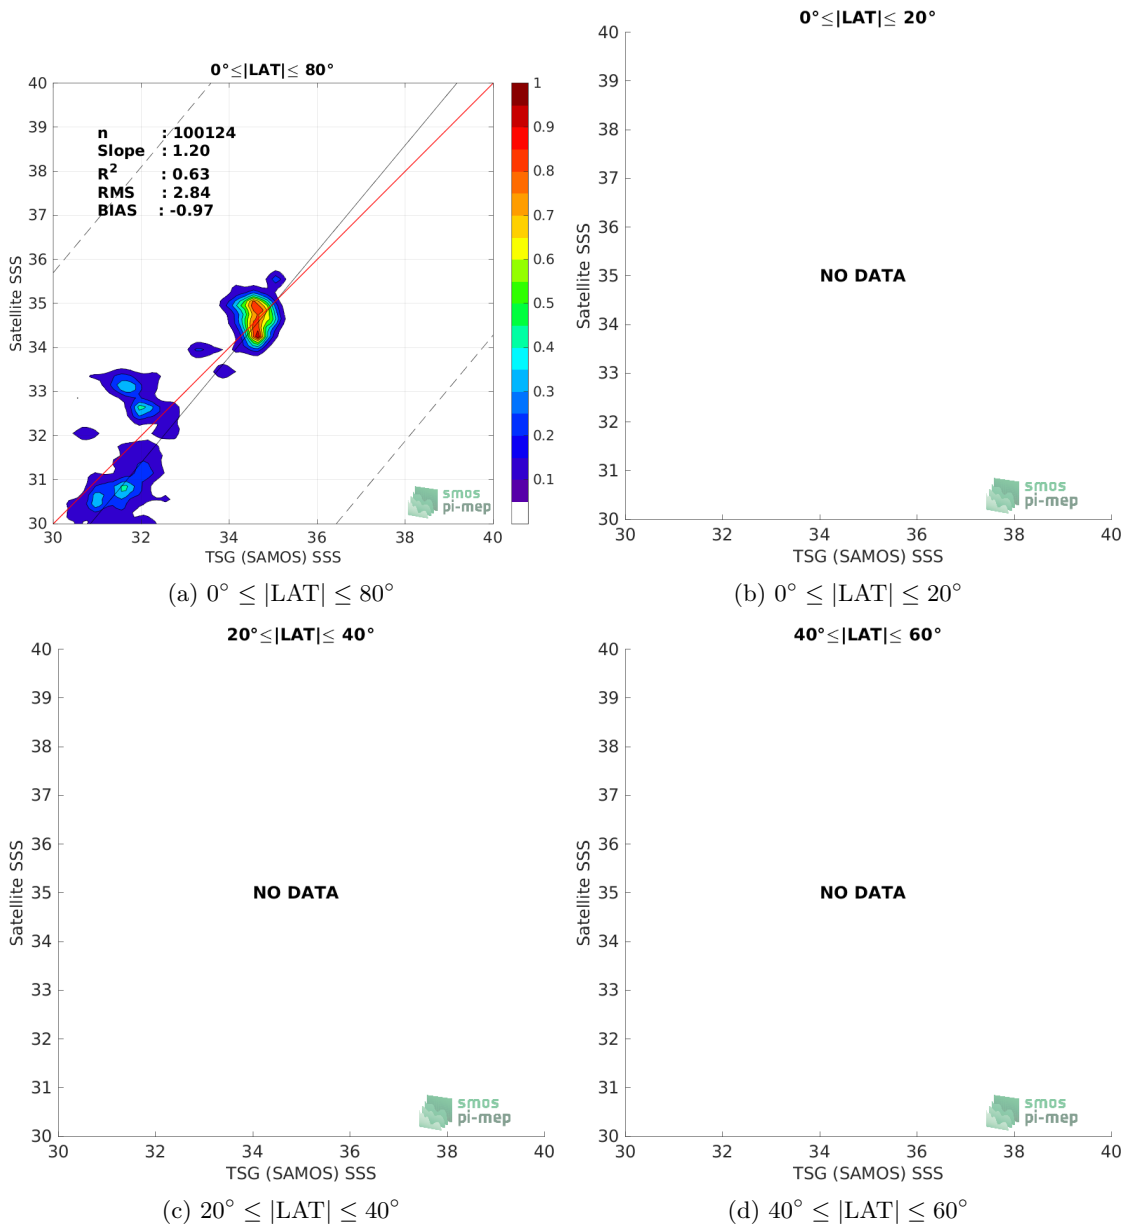 0°≤|LAT|≤ 80°
40
39
38
37
36
35
34
33
32
31
30
Satellite SSS
n : 100124
Slope : 1.20
R² : 0.63
RMS : 2.84
BIAS : -0.97
1
0.9
0.8
0.7
0.6
0.5
0.4
0.3
0.2
0.1
smos
pi-mep
30 32 34 36 38 40
TSG (SAMOS) SSS
(a) 0° ≤ |LAT| ≤ 80°
0°≤|LAT|≤ 20°
40
39
38
37
36
35
34
33
32
31
30
Satellite SSS
NO DATA
smos
pi-mep
30 32 34 36 38 40
TSG (SAMOS) SSS
(b) 0° ≤ |LAT| ≤ 20°
20°≤|LAT|≤ 40°
40
39
38
37
36
35
34
33
32
31
30
Satellite SSS
NO DATA
smos
pi-mep
30 32 34 36 38 40
TSG (SAMOS) SSS
(c) 20° ≤ |LAT| ≤ 40°
40°≤|LAT|≤ 60°
40
39
38
37
36
35
34
33
32
31
30
Satellite SSS
NO DATA
smos
pi-mep
30 32 34 36 38 40
TSG (SAMOS) SSS
(d) 40° ≤ |LAT| ≤ 60°